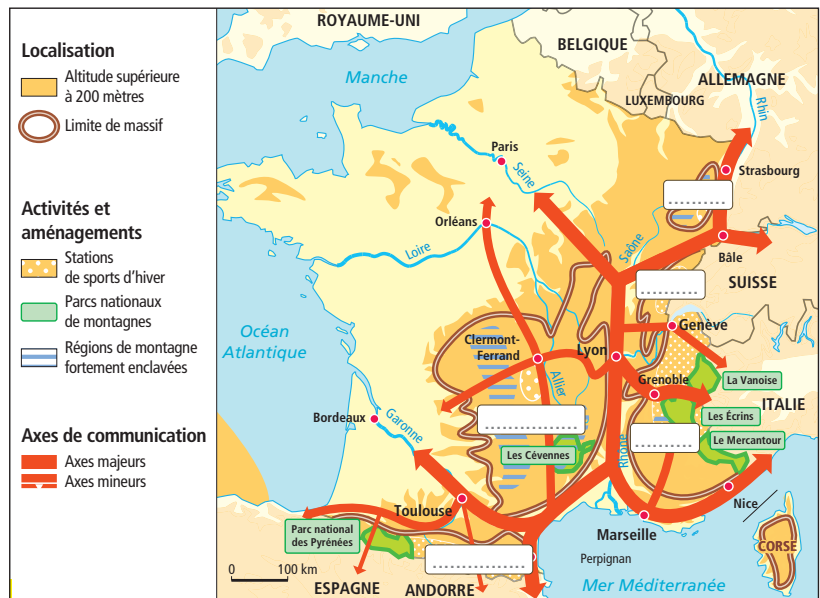 Localisation
Altitude supérieure
à 200 mètres
Limite de massif
Activités et
aménagements
Stations
de sports d'hiver
Parcs nationaux
de montagnes
Régions de montagne
fortement enclavées
Axes de communication
Axes majeurs
Axes mineurs
ROYAUME-UNI
BELGIQUE
Manche
ALLEMAGNE
LUXEMBOURG
Rhin
Paris
Seine
Strasbourg
..........
Orléans
Loire
Saône
Bâle
..........
SUISSE
Océan
Atlantique
Genève
Clermont-
Ferrand
Lyon
Allier
Grenoble
La Vanoise
ITALIE
Bordeaux
Garonne
Les Écrins
................
..........
Le Mercantour
Les Cévennes
Rhône
Nice
Toulouse
Marseille
Parc national
des Pyrénées
CORSE
................
Perpignan
0 100 km
ESPAGNE
ANDORRE
Mer Méditerranée